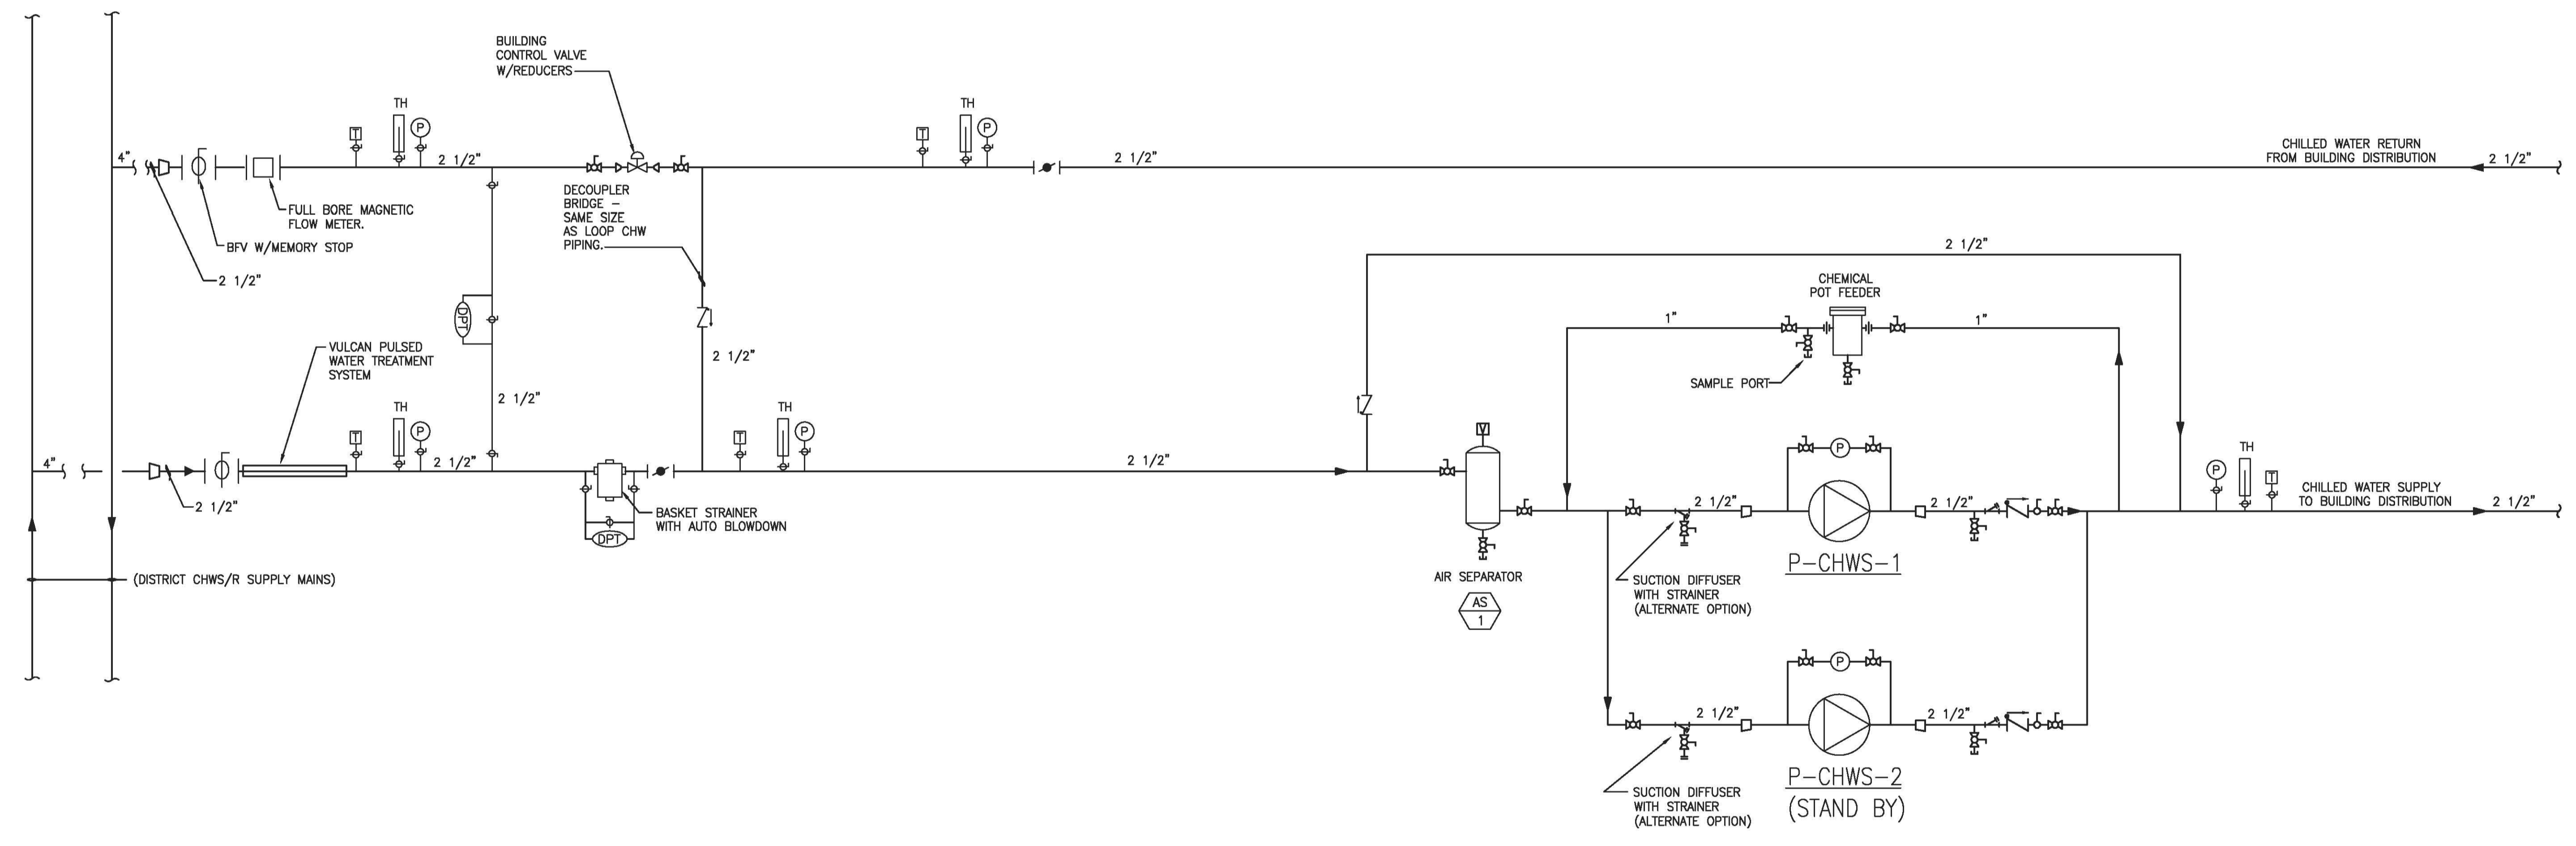 BUILDING
CONTROL VALVE
W/REDUCERS
TH
P
T
4"
2 1/2"
TH
P
T
2 1/2"
CHILLED WATER RETURN
FROM BUILDING DISTRIBUTION
2 1/2"
FULL BORE MAGNETIC
FLOW METER.
BFV W/MEMORY STOP
2 1/2"
DECOUPLER
BRIDGE –
SAME SIZE
AS LOOP CHW
PIPING.
2 1/2"
CHEMICAL
POT FEEDER
1"
1"
SAMPLE PORT
DPT
VULCAN PULSED
WATER TREATMENT
SYSTEM
2 1/2"
2 1/2"
TH
P
T
4"
2 1/2"
2 1/2"
TH
P
T
2 1/2"
BASKET STRAINER
WITH AUTO BLOWDOWN
DPT
(DISTRICT CHWS/R SUPPLY MAINS)
V
AIR SEPARATOR
AS
1
P
2 1/2"
2 1/2"
P-CHWS-1
SUCTION DIFFUSER
WITH STRAINER
(ALTERNATE OPTION)
P
TH
T
CHILLED WATER SUPPLY
TO BUILDING DISTRIBUTION
2 1/2"
P
2 1/2"
2 1/2"
P-CHWS-2
(STAND BY)
SUCTION DIFFUSER
WITH STRAINER
(ALTERNATE OPTION)